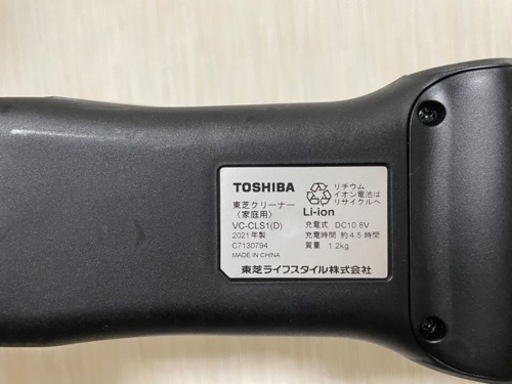 TOSHIBA
東芝クリーナー
〈家庭用〉
VC-CLS1(D)
2021年製
C7130794
MADE IN CHINA
リチウム
イオン電池は
リサイクルへ
Li-ion
充電式 DC10.8V
充電時間 約4.5時間
質量 1.2kg
東芝ライフスタイル株式会社